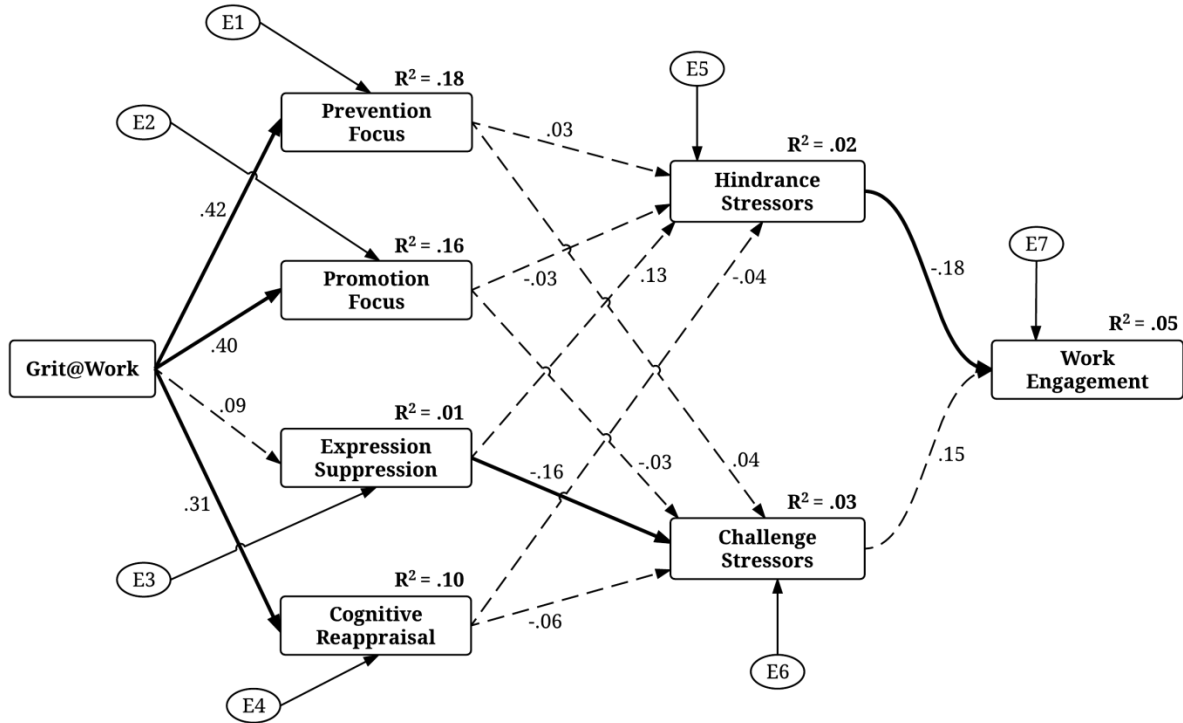 E1
R² = .18
Prevention
Focus
E2
.42
R² = .16
Promotion
Focus
.40
Grit@Work
.09
R² = .01
Expression
Suppression
.31
E3
R² = .10
Cognitive
Reappraisal
E4
.03
-.03
.13
-.04
-.03
.04
-.16
-.06
E5
R² = .02
Hindrance
Stressors
R² = .03
Challenge
Stressors
E6
-.18
.15
E7
R² = .05
Work
Engagement